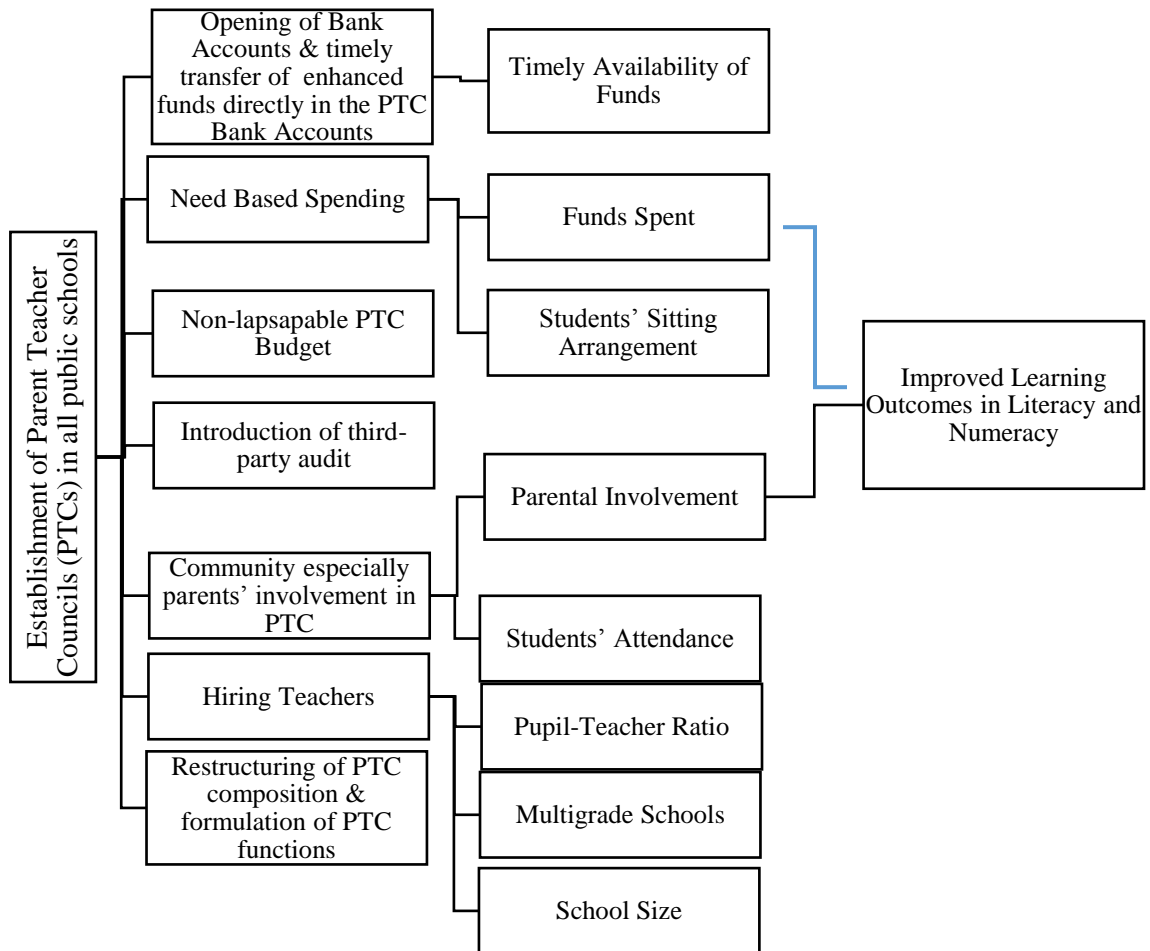 Establishment of Parent Teacher
Councils (PTCs) in all public schools
Opening of Bank
Accounts & timely
transfer of enhanced
funds directly in the PTC
Bank Accounts
Need Based Spending
Non-lapsapable PTC
Budget
Introduction of third-
party audit
Community especially
parents’ involvement in
PTC
Hiring Teachers
Restructuring of PTC
composition &
formulation of PTC
functions
Timely Availability of
Funds
Funds Spent
Students’ Sitting
Arrangement
Parental Involvement
Students’ Attendance
Pupil-Teacher Ratio
Multigrade Schools
School Size
Improved Learning
Outcomes in Literacy and
Numeracy